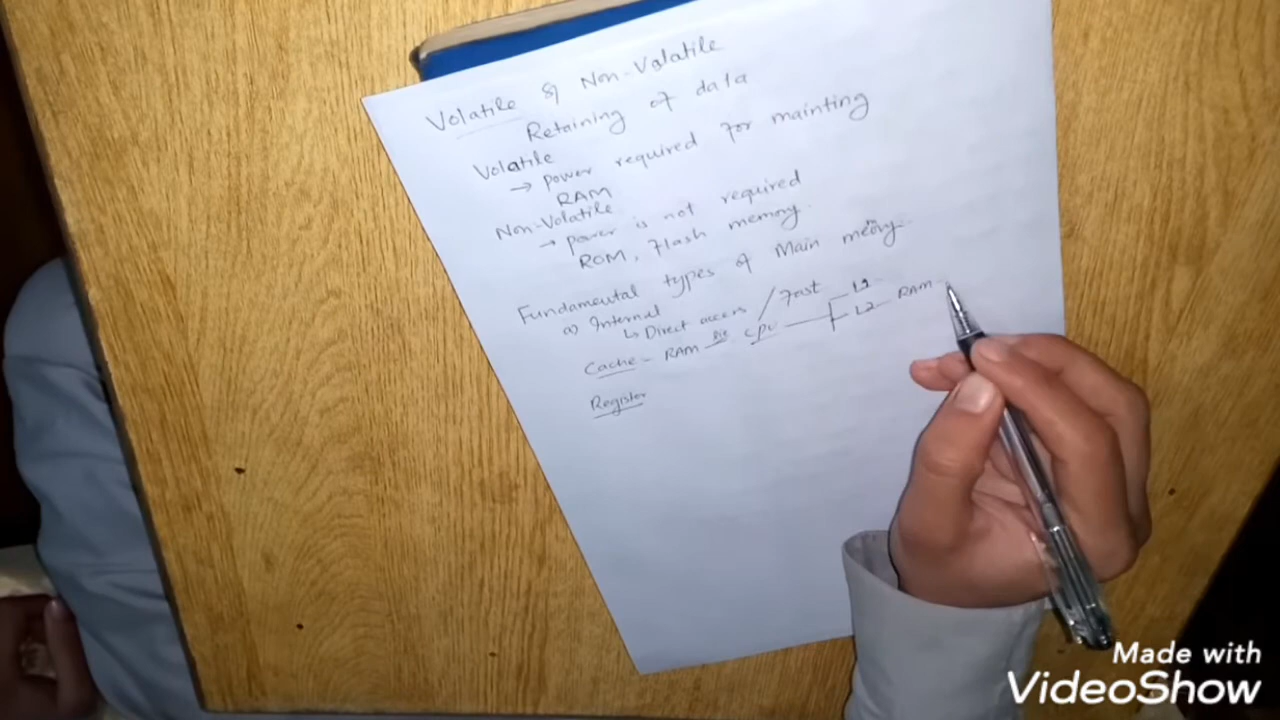 Volatile & Non-Volatile
Retaining of data
Volatile
→ power required for mainting
RAM
Non-Volatile
→ power is not required
ROM, Flash memory.
Fundamental types of Main
a) Internal
↳ Direct access / Fast
Cache - RAM CPU L1
L2 RAM
Register
Made with
VideoShow